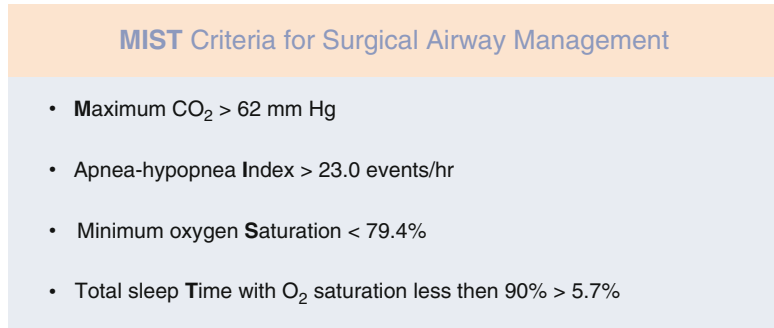 MIST Criteria for Surgical Airway Management
• Maximum CO₂ > 62 mm Hg
• Apnea-hypopnea Index > 23.0 events/hr
• Minimum oxygen Saturation < 79.4%
• Total sleep Time with O₂ saturation less then 90% > 5.7%